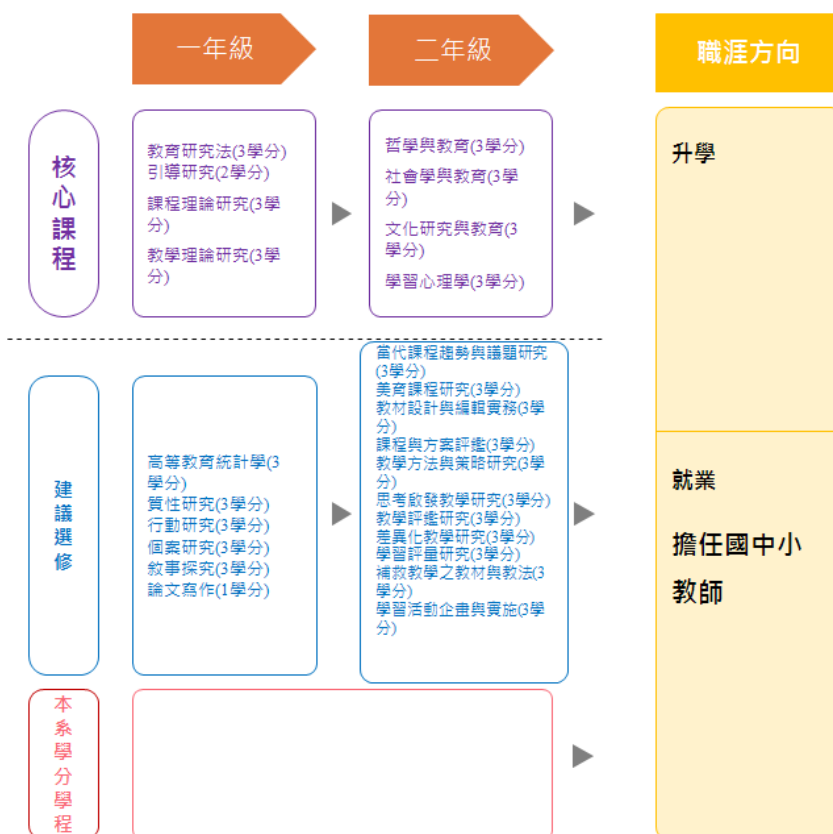 一年級
二年級
職涯方向
核
心
課
程
教育研究法(3學分)
引導研究(2學分)
課程理論研究(3學
分)
教學理論研究(3學
分)
哲學與教育(3學分)
社會學與教育(3學
分)
文化研究與教育(3
學分)
學習心理學(3學分)
升學
建
議
選
修
高等教育統計學(3
學分)
質性研究(3學分)
行動研究(3學分)
個案研究(3學分)
敘事探究(3學分)
論文寫作(1學分)
當代課程趨勢與議題研究
(3學分)
美育課程研究(3學分)
教材設計與編輯實務(3學
分)
課程與方案評鑑(3學分)
教學方法與策略研究(3學
分)
思考啟發教學研究(3學分)
教學評鑑研究(3學分)
差異化教學研究(3學分)
學習評量研究(3學分)
補救教學之教材與教法(3
學分)
學習活動企畫與實施(3學
分)
就業
擔任國中小
教師
本
系
學
分
學
程